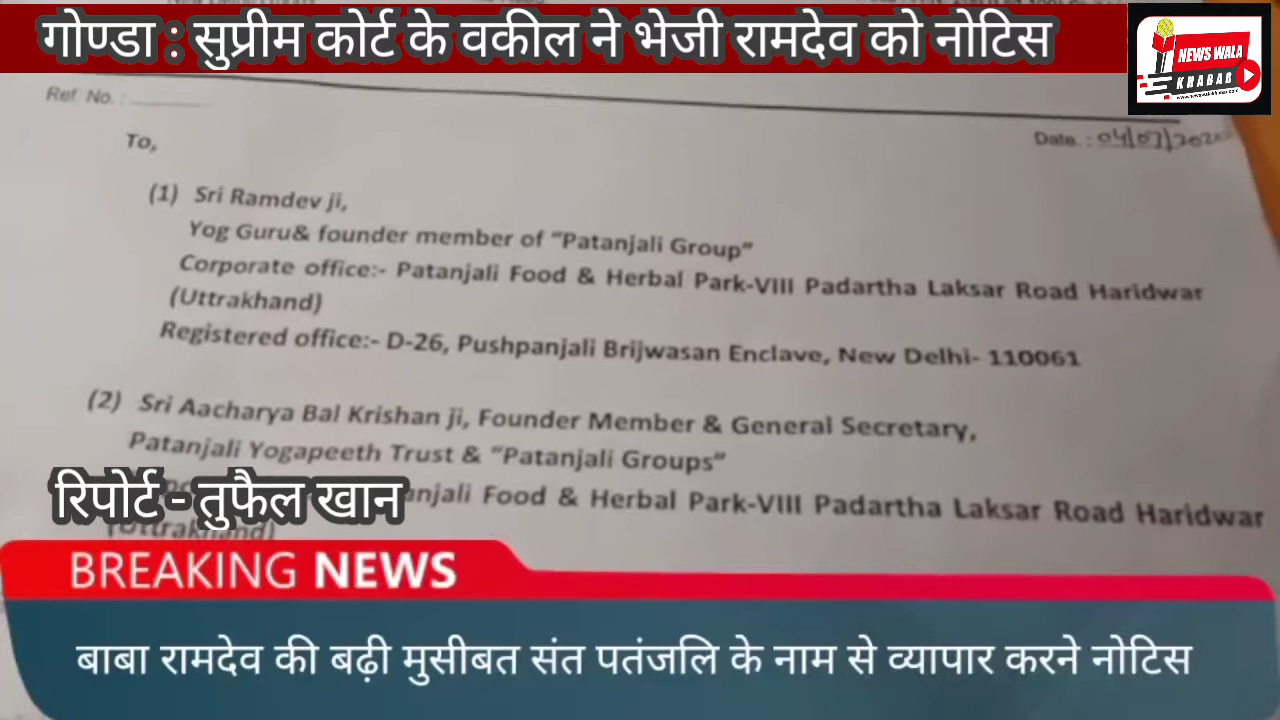 गोण्डा : सुप्रीम कोर्ट के वकील ने भेजी रामदेव को नोटिस
NEWS WALA
KHABAR
Ref. No. :
Date. : 04/07/202
To,
(1) Sri Ramdev ji,
Yog Guru& founder member of “Patanjali Group”
Corporate office:- Patanjali Food & Herbal Park-VIII Padartha Laksar Road Haridwar
(Uttrakhand)
Registered office:- D-26, Pushpanjali Brijwasan Enclave, New Delhi- 110061
(2) Sri Aacharya Bal Krishan ji, Founder Member & General Secretary,
Patanjali Yogapeeth Trust & “Patanjali Groups”
रिपोर्ट - तुफैल खान
anjali Food & Herbal Park-VIII Padartha Laksar Road Haridwar
(Uttrakhand)
BREAKING NEWS
बाबा रामदेव की बढ़ी मुसीबत संत पतंजलि के नाम से व्यापार करने नोटिस